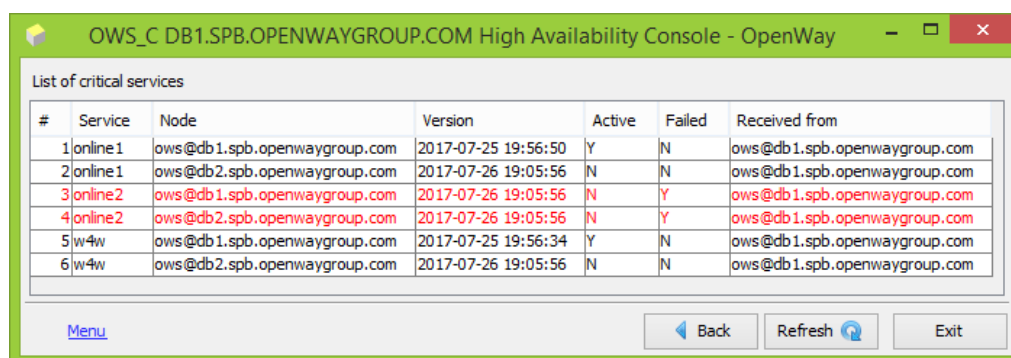 OWS_C DB1.SPB.OPENWAYGROUP.COM High Availability Console - OpenWay
List of critical services
# Service Node Version Active Failed Received from
1 online1 ows@db1.spb.openwaygroup.com 2017-07-25 19:56:50 Y N ows@db1.spb.openwaygroup.com
2 online1 ows@db2.spb.openwaygroup.com 2017-07-26 19:05:56 N N ows@db1.spb.openwaygroup.com
3 online2 ows@db1.spb.openwaygroup.com 2017-07-26 19:05:56 N Y ows@db1.spb.openwaygroup.com
4 online2 ows@db2.spb.openwaygroup.com 2017-07-26 19:05:56 N Y ows@db1.spb.openwaygroup.com
5 w4w ows@db1.spb.openwaygroup.com 2017-07-25 19:56:34 Y N ows@db1.spb.openwaygroup.com
6 w4w ows@db2.spb.openwaygroup.com 2017-07-26 19:05:56 N N ows@db1.spb.openwaygroup.com
Menu Back Refresh Exit